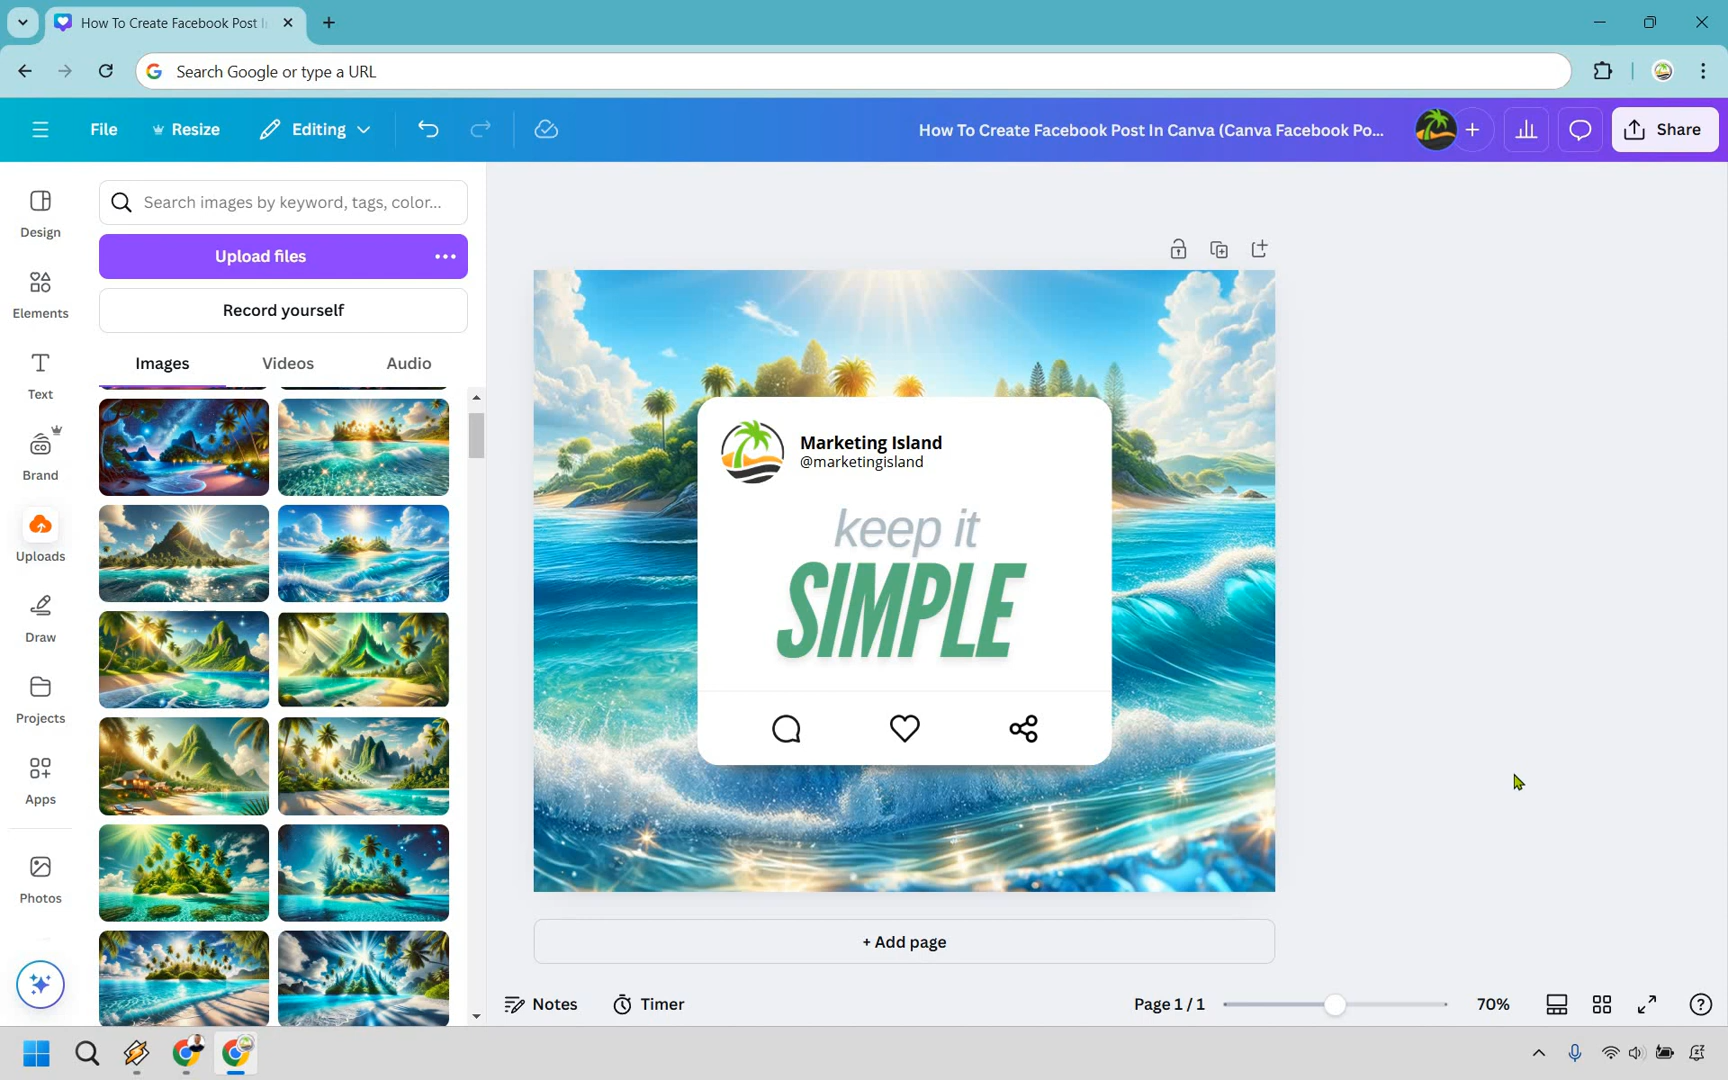 How To Create Facebook Post I
Search Google or type a URL
File
Resize
Editing
How To Create Facebook Post In Canva (Canva Facebook Po...
Share
Design
Elements
Text
Brand
Uploads
Draw
Projects
Apps
Photos
Search images by keyword, tags, color...
Upload files
Record yourself
Images
Videos
Audio
Marketing Island
@marketingisland
keep it
SIMPLE
+ Add page
Notes
Timer
Page 1 / 1
70%